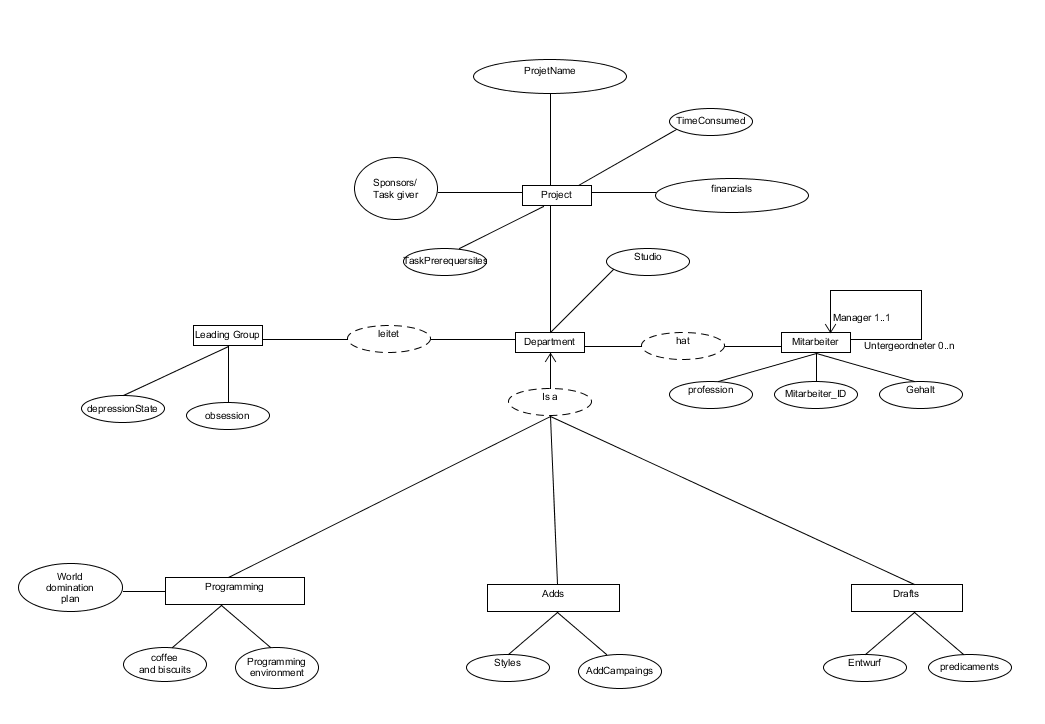 ProjetName
TimeConsumed
Sponsors/
Task giver
Project
finanzials
TaskPrerequersites
Studio
Manager 1..1
Leading Group
leitet
Department
hat
Mitarbeiter
Untergeordneter 0..n
depressionState
obsession
Is a
profession
Mitarbeiter_ID
Gehalt
World
domination
plan
Programming
Adds
Drafts
coffee
and biscuits
Programming
environment
Styles
AddCampaings
Entwurf
predicaments